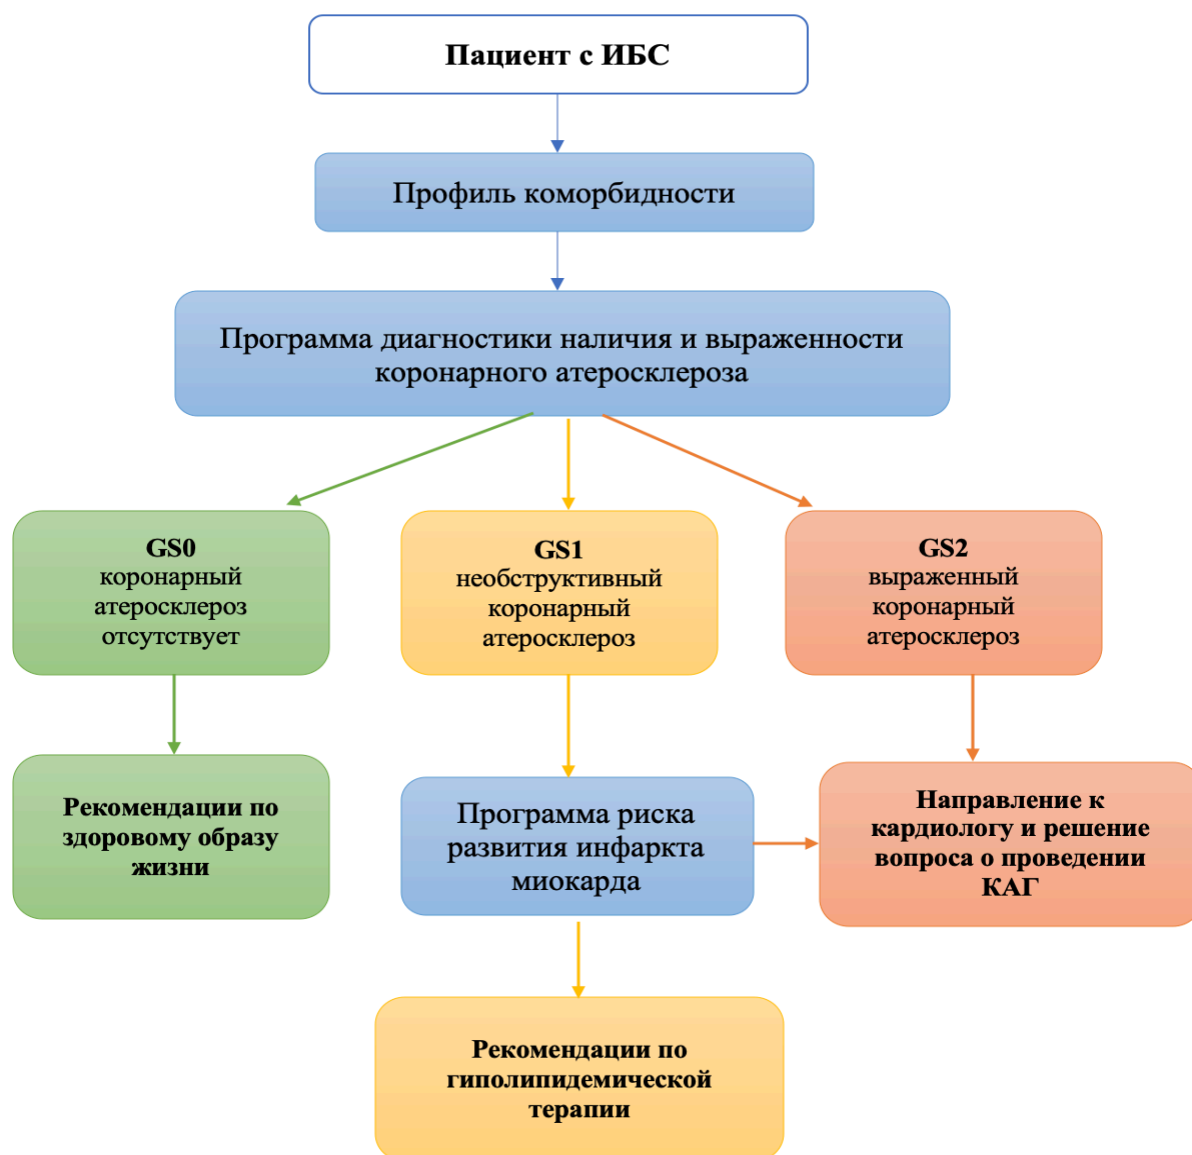 Пациент с ИБС
Профиль коморбидности
Программа диагностики наличия и выраженности
коронарного атеросклероза
GS0
коронарный
атеросклероз
отсутствует
GS1
необструктивный
коронарный
атеросклероз
GS2
выраженный
коронарный
атеросклероз
Рекомендации по
здоровому образу
жизни
Программа риска
развития инфаркта
миокарда
Направление к
кардиологу и решение
вопроса о проведении
КАГ
Рекомендации по
гиполипидемической
терапии